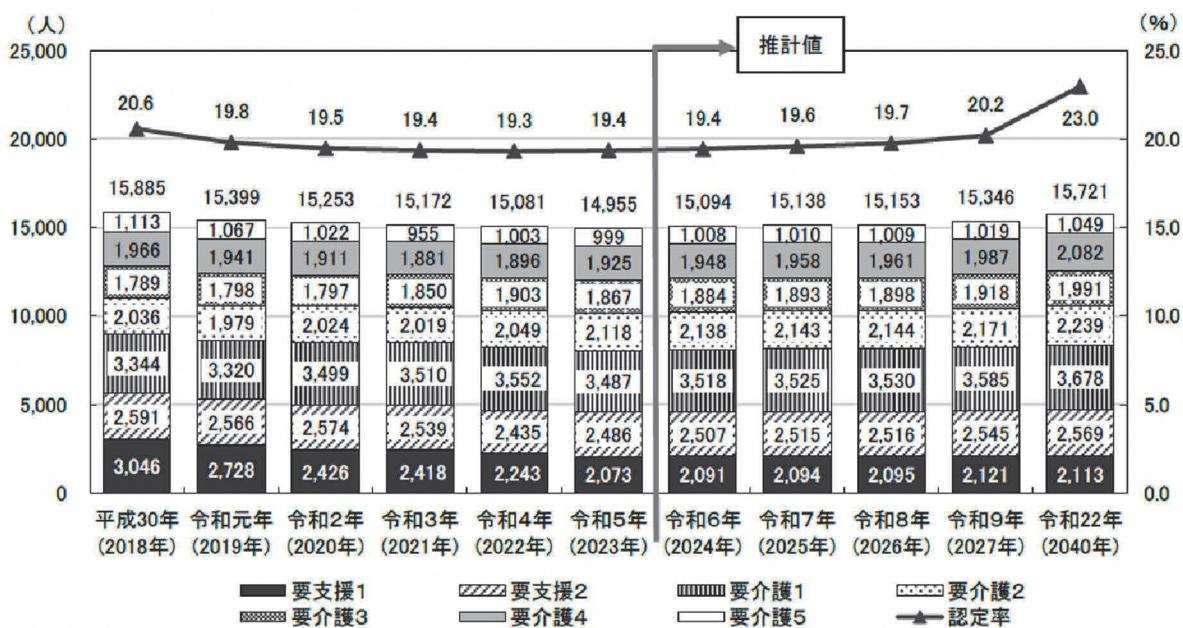 (人) (%)
推計値
25,000 25.0
20.6 19.8 19.5 19.4 19.3 19.4 19.4 19.6 19.7 20.2 23.0
20,000 20.0
15,885 15,399 15,253 15,172 15,081 14,955 15,094 15,138 15,153 15,346 15,721
1,113 1,067 1,022 955 1,003 999 1,008 1,010 1,009 1,019 1,049
15,000 15.0
1,966 1,941 1,911 1,881 1,896 1,925 1,948 1,958 1,961 1,987 2,082
1,789 1,798 1,797 1,850 1,903 1,867 1,884 1,893 1,898 1,918 1,991
10,000 10.0
2,036 1,979 2,024 2,019 2,049 2,118 2,138 2,143 2,144 2,171 2,239
3,344 3,320 3,499 3,510 3,552 3,487 3,518 3,525 3,530 3,585 3,678
5,000 5.0
2,591 2,566 2,574 2,539 2,435 2,486 2,507 2,515 2,516 2,545 2,569
3,046 2,728 2,426 2,418 2,243 2,073 2,091 2,094 2,095 2,121 2,113
0 0.0
平成30年 令和元年 令和2年 令和3年 令和4年 令和5年 令和6年 令和7年 令和8年 令和9年 令和22年
(2018年) (2019年) (2020年) (2021年) (2022年) (2023年) (2024年) (2025年) (2026年) (2027年) (2040年)
要支援1 要支援2 要介護1 要介護2
要介護3 要介護4 要介護5 認定率